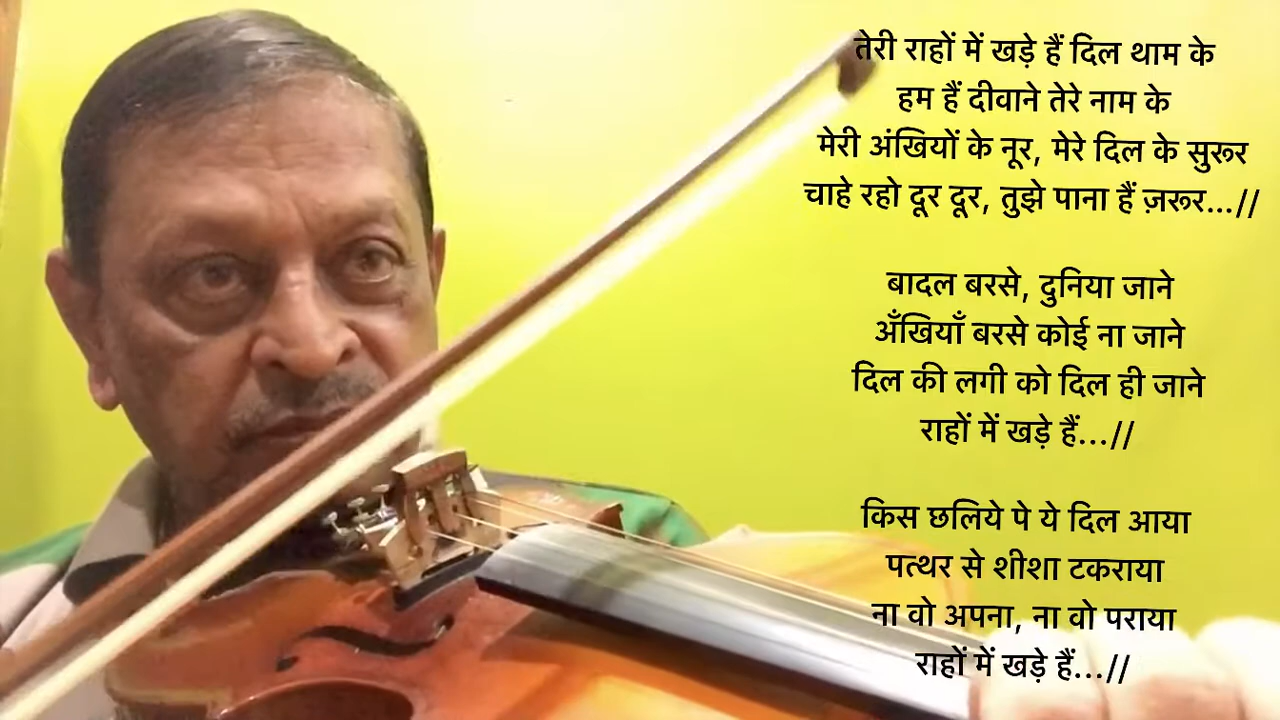 तेरी राहों में खड़े हैं दिल थाम के
हम हैं दीवाने तेरे नाम के
मेरी अंखियों के नूर, मेरे दिल के सुरूर
चाहे रहो दूर दूर, तुझे पाना हैं ज़रूर...//
बादल बरसे, दुनिया जाने
अँखियाँ बरसे कोई ना जाने
दिल की लगी को दिल ही जाने
राहों में खड़े हैं...//
किस छलिये पे ये दिल आया
पत्थर से शीशा टकराया
ना वो अपना, ना वो पराया
राहों में खड़े हैं...//